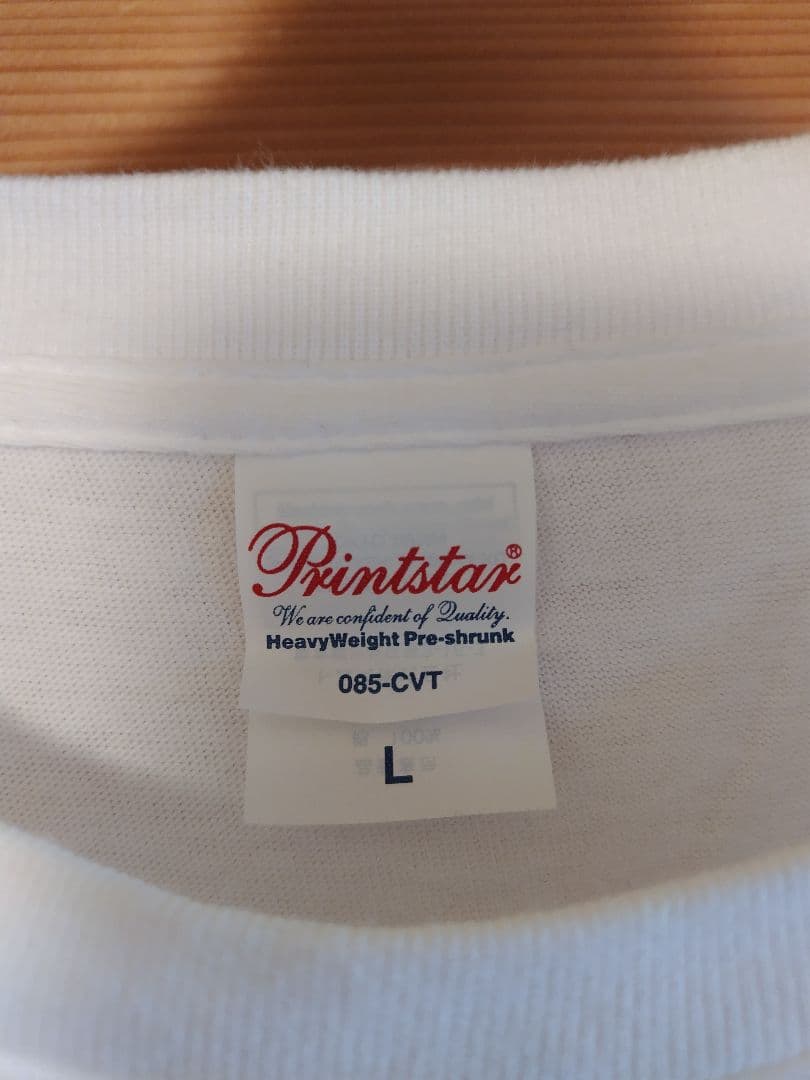 Printstar®
We are confident of Quality.
HeavyWeight Pre-shrunk
085-CVT
L